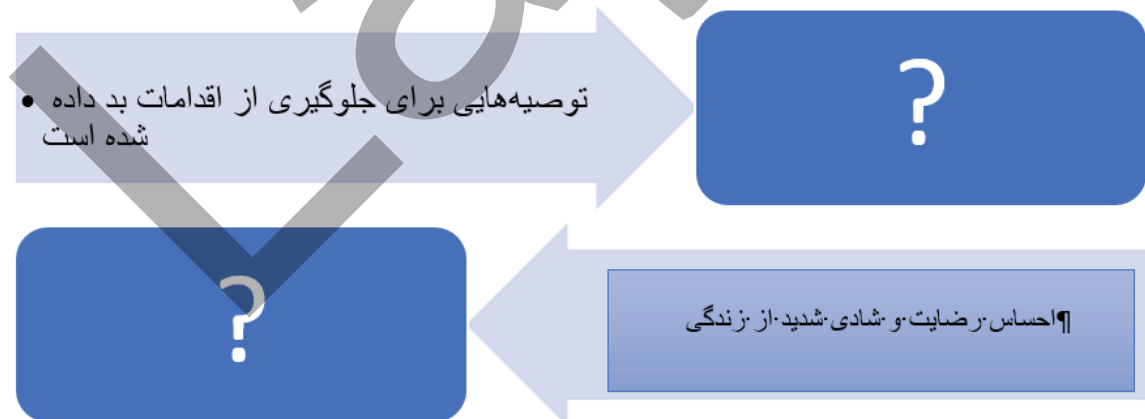 • توصیه‌هایی برای جلوگیری از اقدامات بد داده
شده است
?
?
¶احساس·رضایت·و·شادی·شدید·از·زندگی